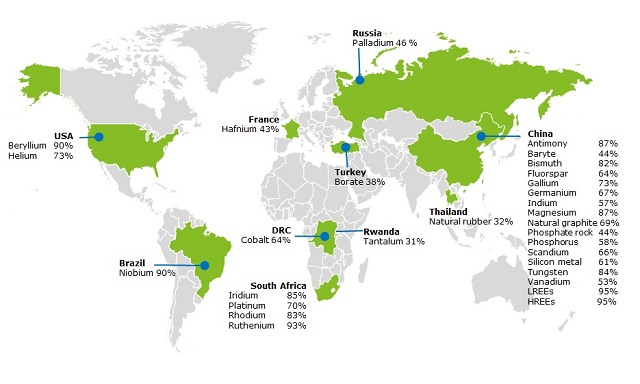 Russia
Palladium 46 %
France
Hafnium 43%
USA
Beryllium 90%
Helium 73%
China
Antimony 87%
Baryte 44%
Bismuth 82%
Fluorspar 64%
Gallium 73%
Germanium 67%
Indium 57%
Magnesium 87%
Natural graphite 69%
Phosphate rock 44%
Phosphorus 58%
Scandium 66%
Silicon metal 61%
Tungsten 84%
Vanadium 53%
LREEs 95%
HREEs 95%
Turkey
Borate 38%
Thailand
Natural rubber 32%
DRC
Cobalt 64%
Rwanda
Tantalum 31%
Brazil
Niobium 90%
South Africa
Iridium 85%
Platinum 70%
Rhodium 83%
Ruthenium 93%